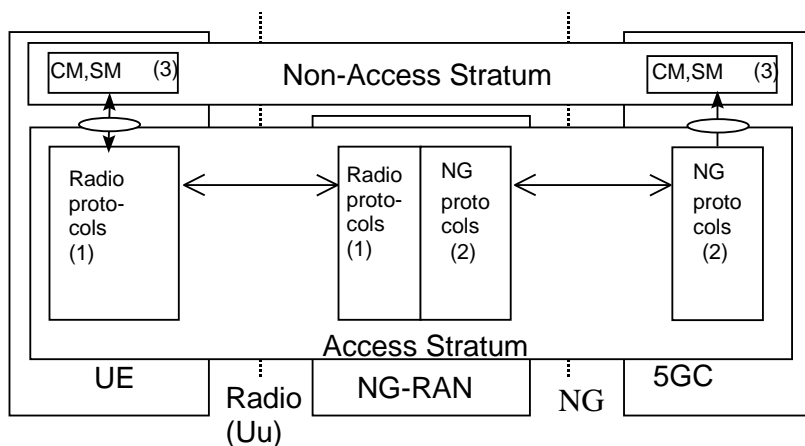 CM,SM (3)
Non-Access Stratum
CM,SM (3)
Radio
proto-
cols
(1)
Radio
proto-
cols
(1)
NG
proto
cols
(2)
NG
proto
cols
(2)
Access Stratum
UE
Radio
(Uu)
NG-RAN
NG
5GC